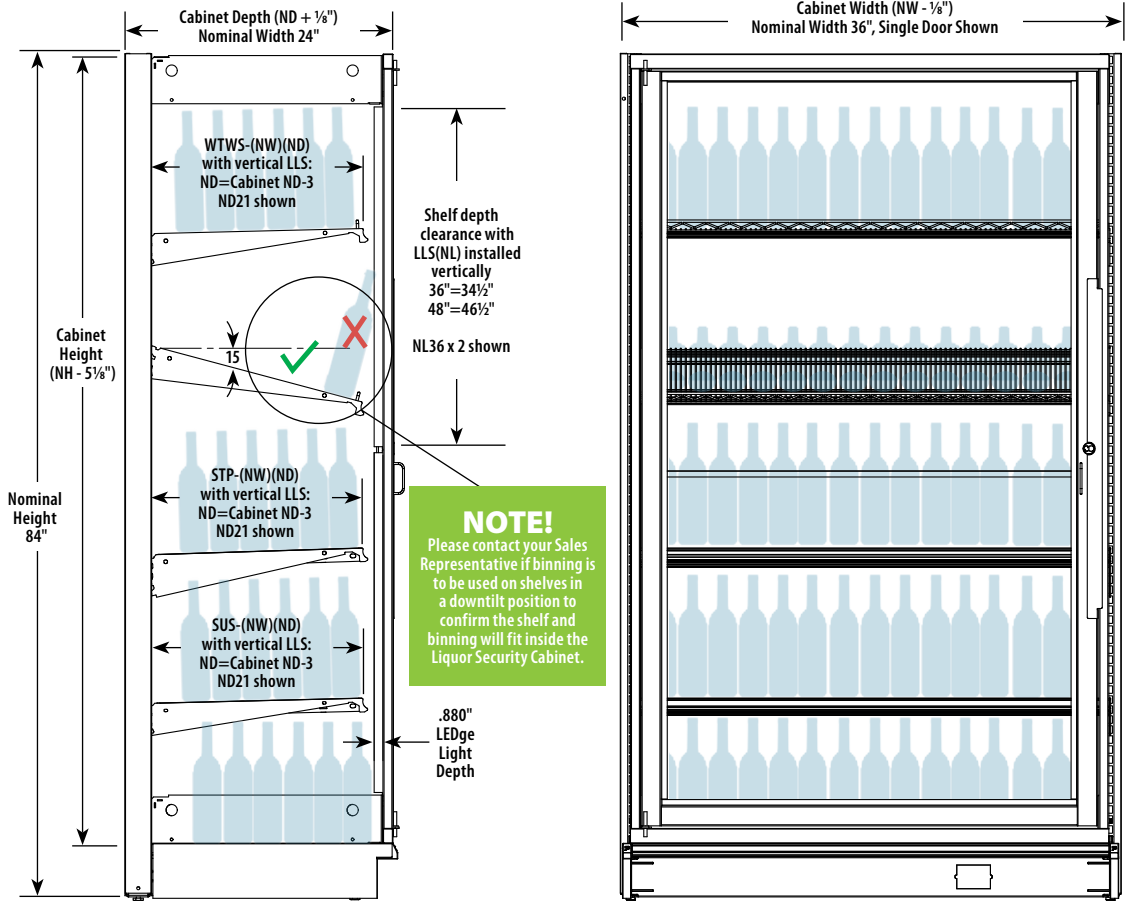 Cabinet Depth (ND + ⅛")
Nominal Width 24"
Cabinet Width (NW - ⅛")
Nominal Width 36", Single Door Shown
WTWS-(NW)(ND)
with vertical LLS:
ND=Cabinet ND-3
ND21 shown
Shelf depth
clearance with
LLS(NL) installed
vertically
36"=34½"
48"=46½"
NL36 x 2 shown
Cabinet
Height
(NH - 5⅛")
15
Nominal
Height
84"
STP-(NW)(ND)
with vertical LLS:
ND=Cabinet ND-3
ND21 shown
NOTE!
Please contact your Sales
Representative if binning is
to be used on shelves in
a downtilt position to
confirm the shelf and
binning will fit inside the
Liquor Security Cabinet.
SUS-(NW)(ND)
with vertical LLS:
ND=Cabinet ND-3
ND21 shown
.880"
LEDge
Light
Depth